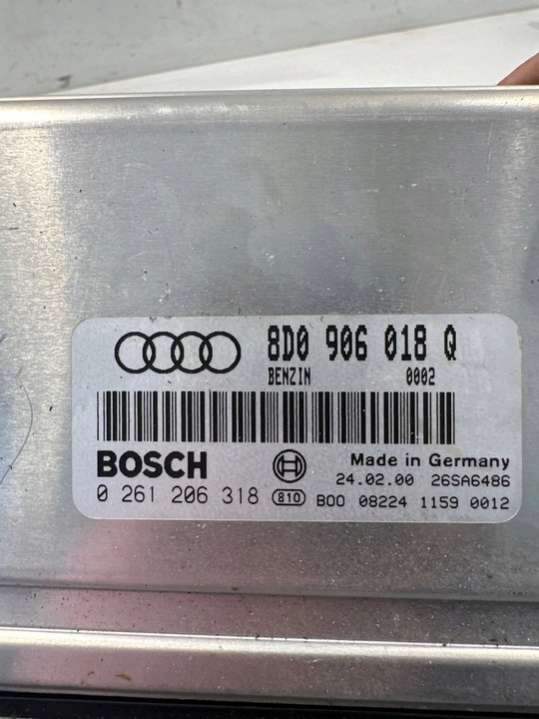 8D0 906 018 Q
BENZIN 0002
BOSCH Made in Germany
24.02.00 26SA6486
0 261 206 318 810 B00 08224 1159 0012